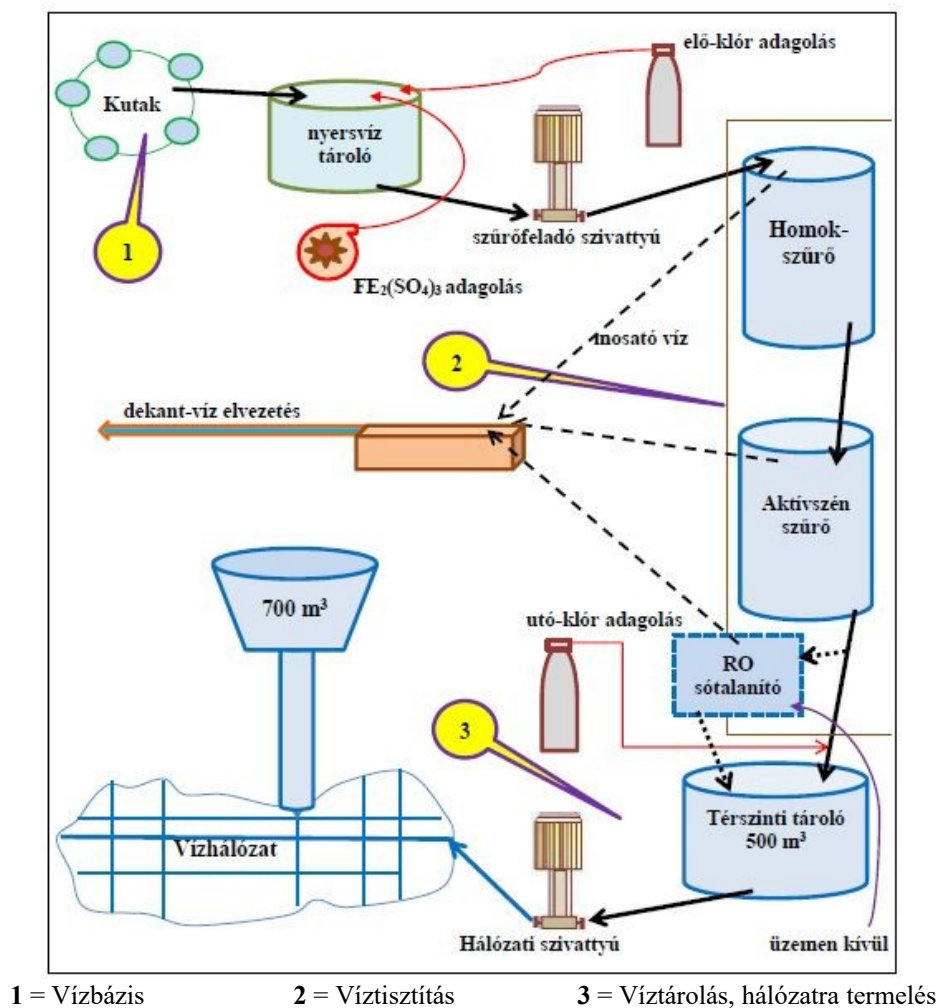 elő-klór adagolás
Kutak
nyersvíz
tároló
1
szűrőfeladó szivattyú
Homok-
szűrő
FE₂(SO₄)₃ adagolás
mosató víz
2
dekant-víz elvezetés
Aktívszén
szűrő
700 m³
utó-klór adagolás
RO
sótalanító
3
Térszinti tároló
500 m³
Vízhálózat
Hálózati szivattyú
üzemen kívül
1 = Vízbázis 2 = Víztisztítás 3 = Víztárolás, hálózatra termelés